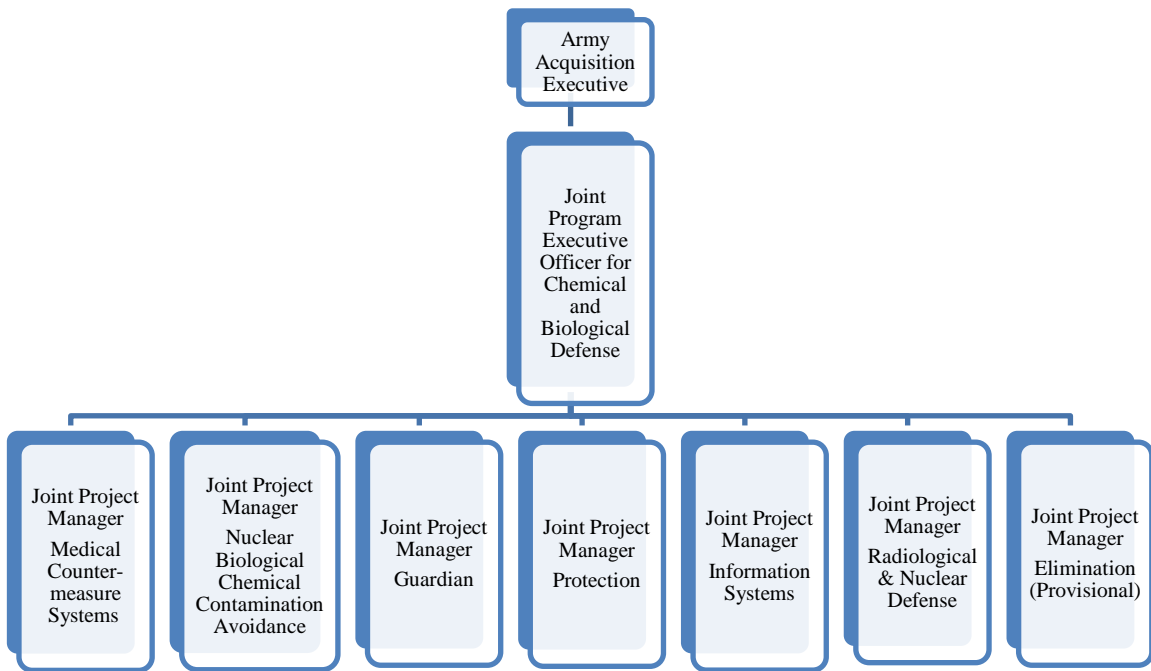 Army
Acquisition
Executive
Joint
Program
Executive
Officer for
Chemical
and
Biological
Defense
Joint Project
Manager
Medical
Counter-
measure
Systems
Joint Project
Manager
Nuclear
Biological
Chemical
Contamination
Avoidance
Joint Project
Manager
Guardian
Joint Project
Manager
Protection
Joint Project
Manager
Information
Systems
Joint Project
Manager
Radiological
& Nuclear
Defense
Joint Project
Manager
Elimination
(Provisional)